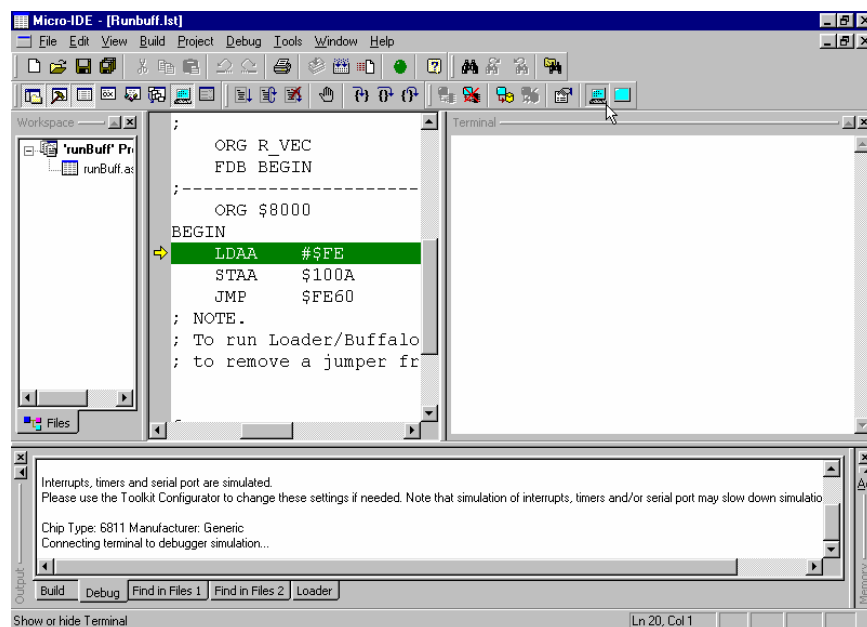 Micro-IDE - [Runbuff.lst]
File Edit View Build Project Debug Tools Window Help
Workspace
'runBuff' Pr
runBuff.a
Files
;
ORG R_VEC
FDB BEGIN
;----------------------
ORG $8000
BEGIN
LDAA #$FE
STAA $100A
JMP $FE60
; NOTE.
; To run Loader/Buffalo
; to remove a jumper fr
Terminal
Interrupts, timers and serial port are simulated.
Please use the Toolkit Configurator to change these settings if needed. Note that simulation of interrupts, timers and/or serial port may slow down simulatio
Chip Type: 6811 Manufacturer: Generic
Connecting terminal to debugger simulation...
Output
Build Debug Find in Files 1 Find in Files 2 Loader
Memory
Show or hide Terminal
Ln 20, Col 1